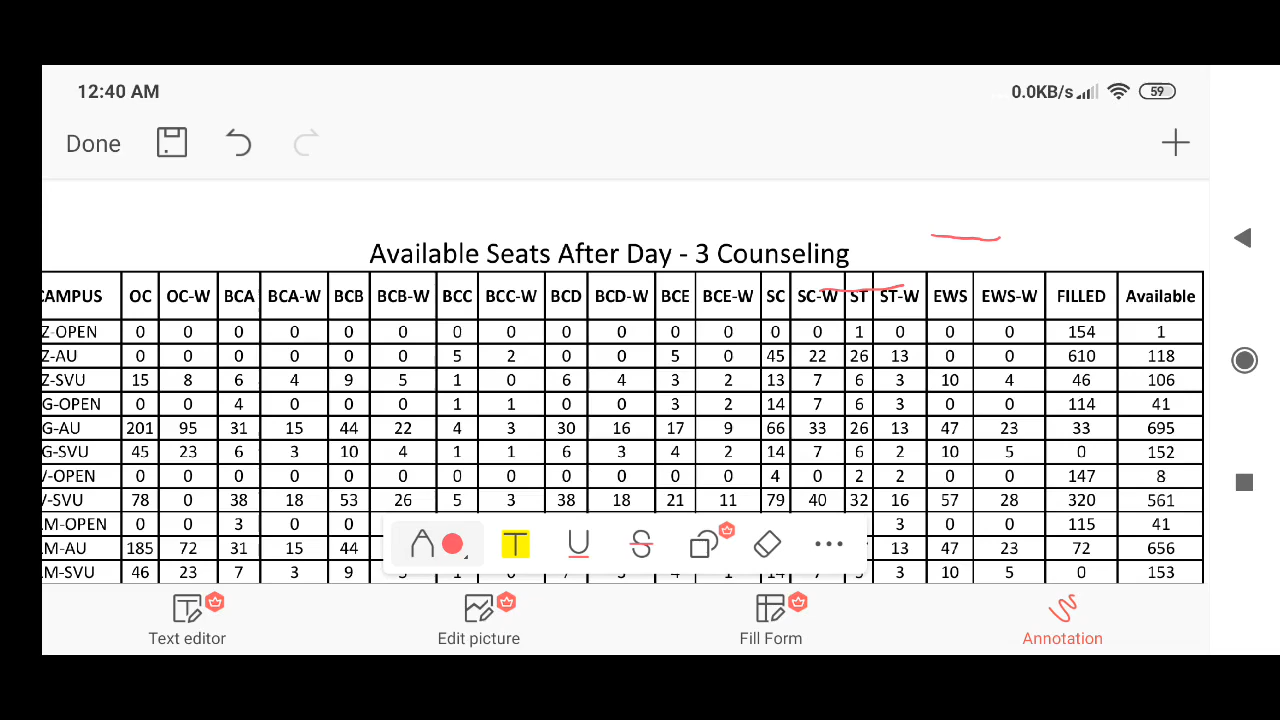 12:40 AM 0.0KB/s 59
Done
Available Seats After Day - 3 Counseling
CAMPUS OC OC-W BCA BCA-W BCB BCB-W BCC BCC-W BCD BCD-W BCE BCE-W SC SC-W ST ST-W EWS EWS-W FILLED Available
Z-OPEN 0 0 0 0 0 0 0 0 0 0 0 0 0 0 1 0 0 0 154 1
Z-AU 0 0 0 0 0 0 5 2 0 0 5 0 45 22 26 13 0 0 610 118
Z-SVU 15 8 6 4 9 5 1 0 6 4 3 2 13 7 6 3 10 4 46 106
G-OPEN 0 0 4 0 0 0 1 1 0 0 3 2 14 7 6 3 0 0 114 41
G-AU 201 95 31 15 44 22 4 3 30 16 17 9 66 33 26 13 47 23 33 695
G-SVU 45 23 6 3 10 4 1 1 6 3 4 2 14 7 6 2 10 5 0 152
V-OPEN 0 0 0 0 0 0 0 0 0 0 0 0 4 0 2 2 0 0 147 8
V-SVU 78 0 38 18 53 26 5 3 38 18 21 11 79 40 32 16 57 28 320 561
LM-OPEN 0 0 3 0 0 3 0 0 115 41
LM-AU 185 72 31 15 44 13 47 23 72 656
LM-SVU 46 23 7 3 9 3 10 5 0 153
T U S
Text editor Edit picture Fill Form Annotation